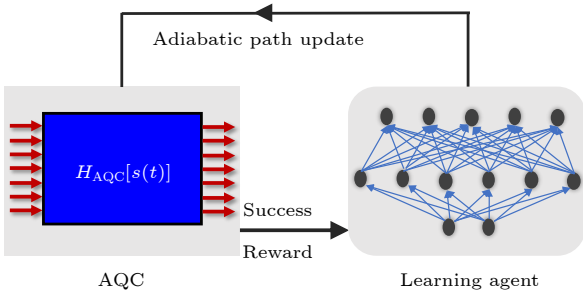 Adiabatic path update
H_AQC[s(t)]
Success
Reward
AQC
Learning agent